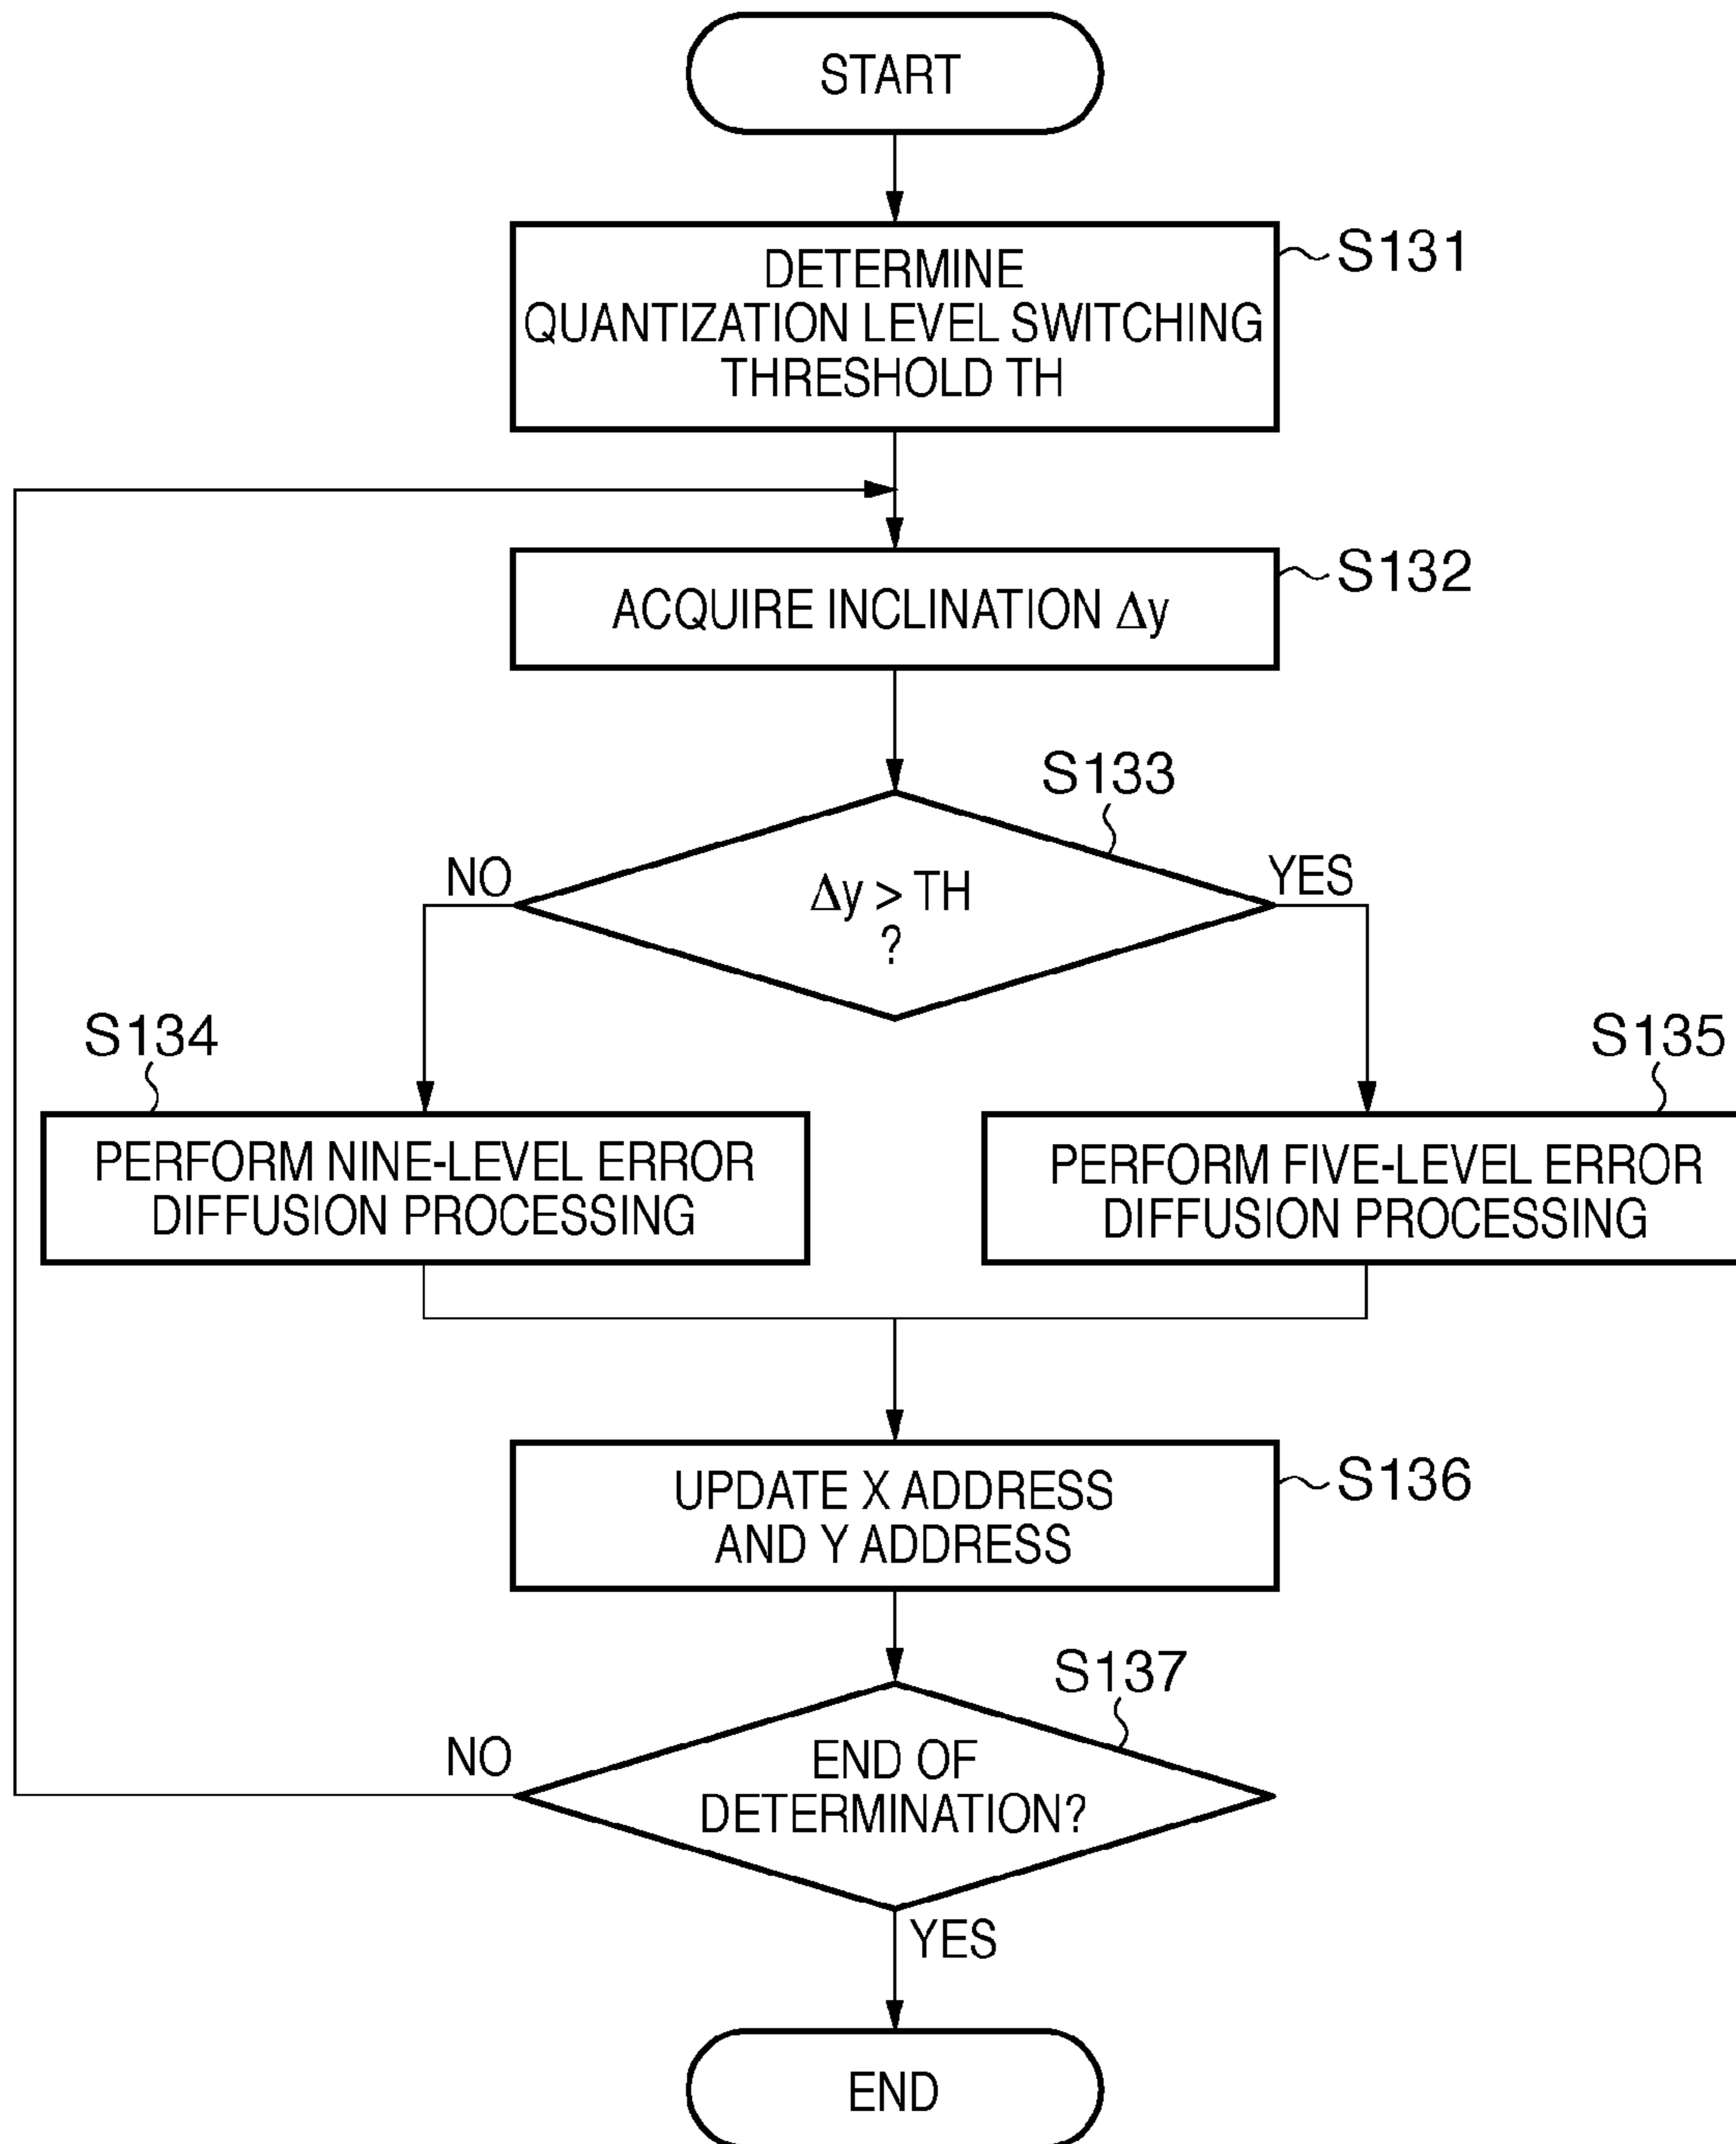 START
DETERMINE
QUANTIZATION LEVEL SWITCHING
THRESHOLD TH
S131
ACQUIRE INCLINATION Δy
S132
S133
NO
Δy > TH
?
YES
S134
S135
PERFORM NINE-LEVEL ERROR
DIFFUSION PROCESSING
PERFORM FIVE-LEVEL ERROR
DIFFUSION PROCESSING
UPDATE X ADDRESS
AND Y ADDRESS
S136
S137
NO
END OF
DETERMINATION?
YES
END